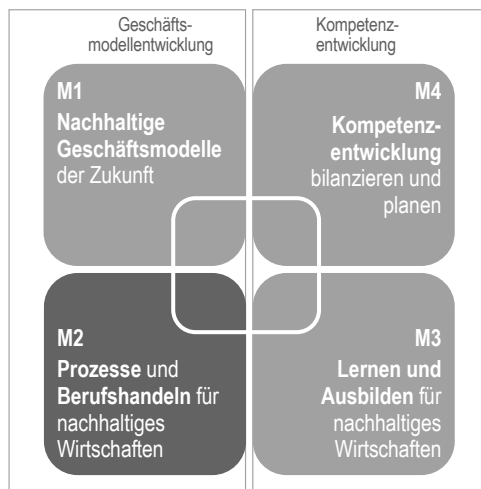 Geschäfts-
modellentwicklung
Kompetenz-
entwicklung
M1
Nachhaltige
Geschäftsmodelle
der Zukunft
M4
Kompetenz-
entwicklung
bilanzieren und
planen
M2
Prozesse und
Berufshandeln für
nachhaltiges
Wirtschaften
M3
Lernen und
Ausbilden für
nachhaltiges
Wirtschaften